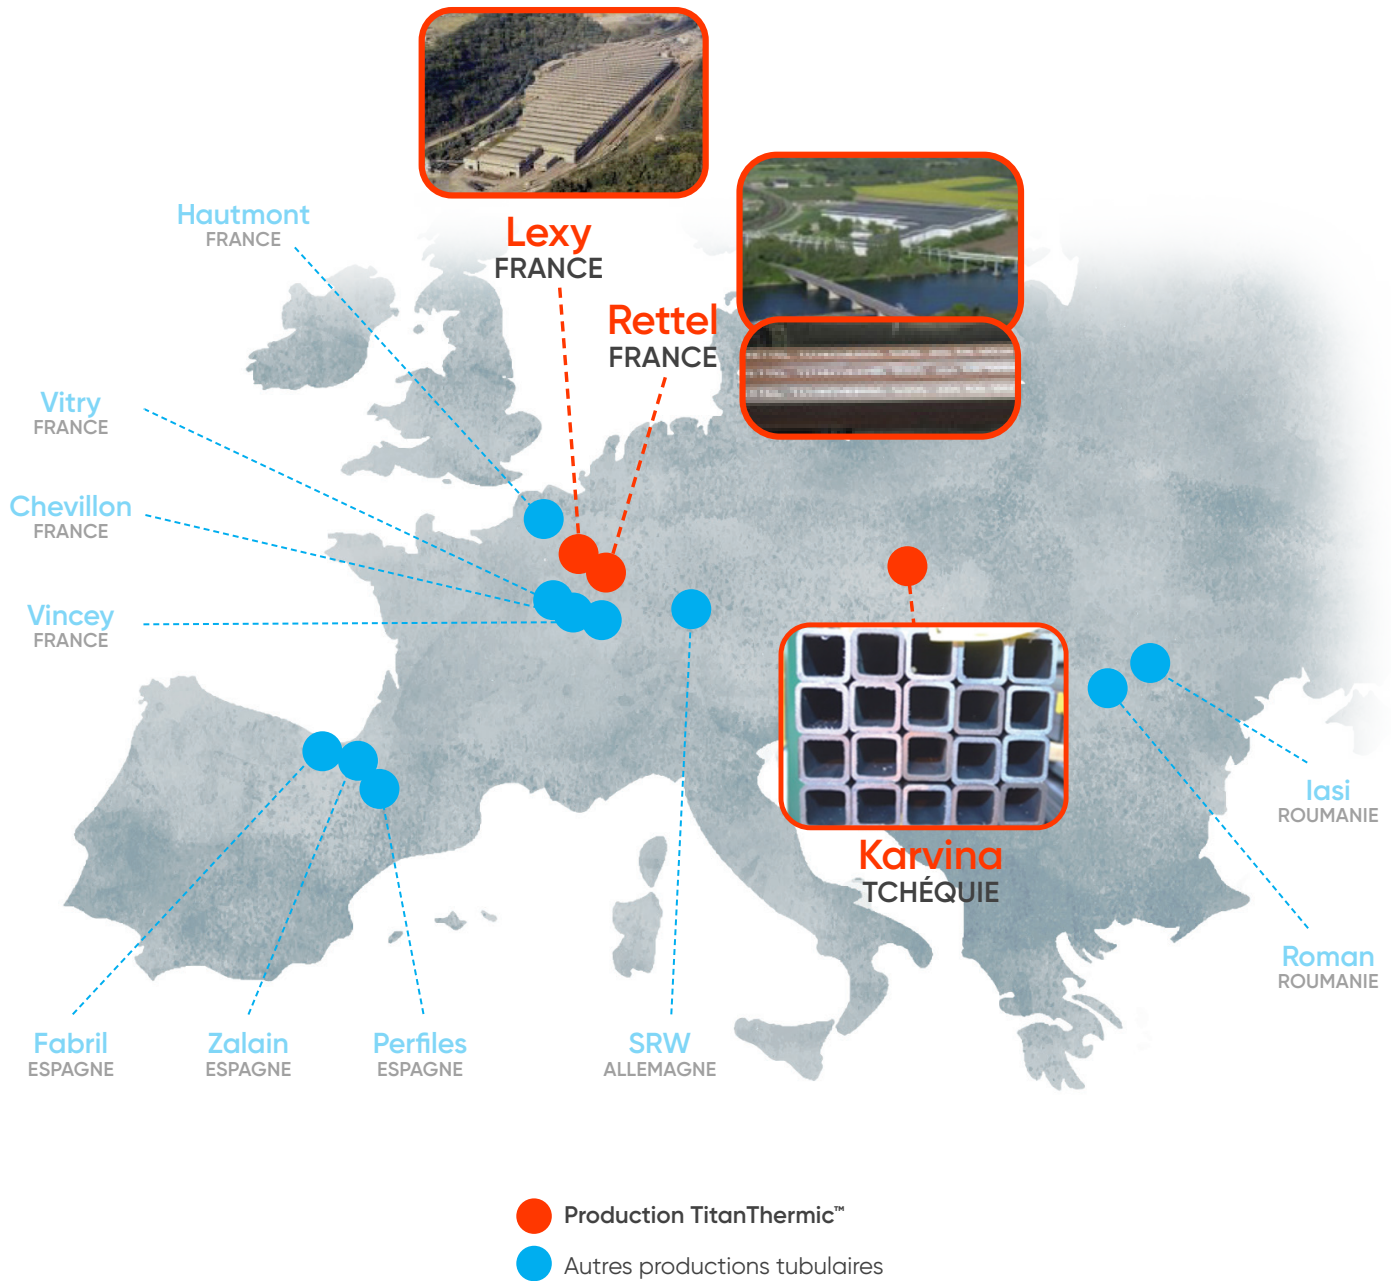 Hautmont
FRANCE
Lexy
FRANCE
Rettel
FRANCE
Vitry
FRANCE
Chevillon
FRANCE
Vincey
FRANCE
Iasi
ROUMANIE
Karvina
TCHÉQUIE
Roman
ROUMANIE
Fabril
ESPAGNE
Zalain
ESPAGNE
Perfiles
ESPAGNE
SRW
ALLEMAGNE
Production TitanThermic™
Autres productions tubulaires